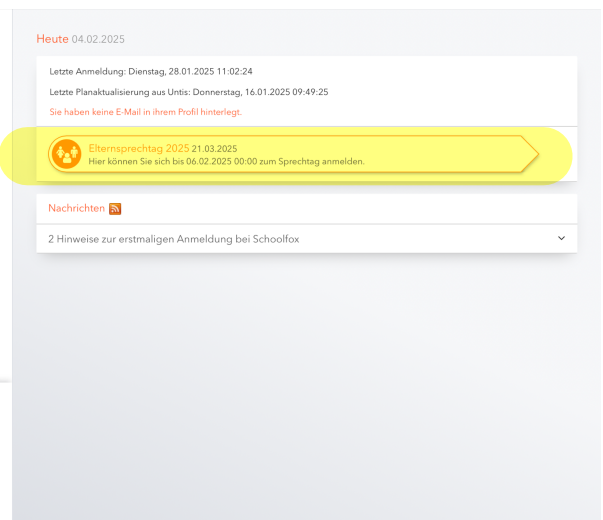 Heute 04.02.2025
Letzte Anmeldung: Dienstag, 28.01.2025 11:02:24
Letzte Planaktualisierung aus Untis: Donnerstag, 16.01.2025 09:49:25
Sie haben keine E-Mail in ihrem Profil hinterlegt.
Elternsprechtag 2025 21.03.2025
Hier können Sie sich bis 06.02.2025 00:00 zum Sprechtag anmelden.
Nachrichten
2 Hinweise zur erstmaligen Anmeldung bei Schoolfox